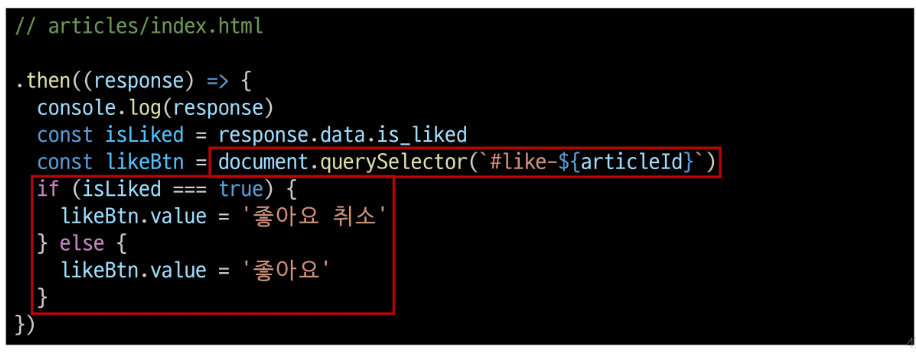 // articles/index.html
.then((response) => {
console.log(response)
const isLiked = response.data.is_liked
const likeBtn = document.querySelector(`#like-${articleId}`)
if (isLiked === true) {
likeBtn.value = '좋아요 취소'
} else {
likeBtn.value = '좋아요'
}
})